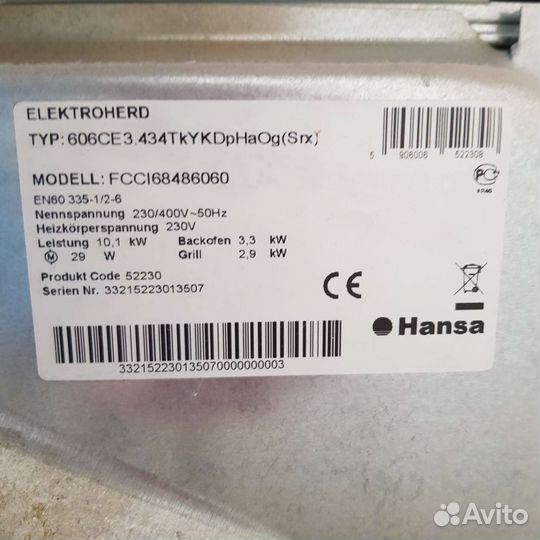 ELEKTROHERD
TYP: 606CE3.434TkYKDpHaOg(Srx)
5 906006 522308
MODELL: FCCI68486060
EN60 335-1/2-6
Nennspannung 230/400V~50Hz
Heizkörperspannung 230V
Leistung 10,1 kW Backofen 3,3 kW
M 29 W Grill 2,9 kW
Produkt Code 52230
Serien Nr. 33215223013507
CE
Hansa
332152230135070000000003
Avito